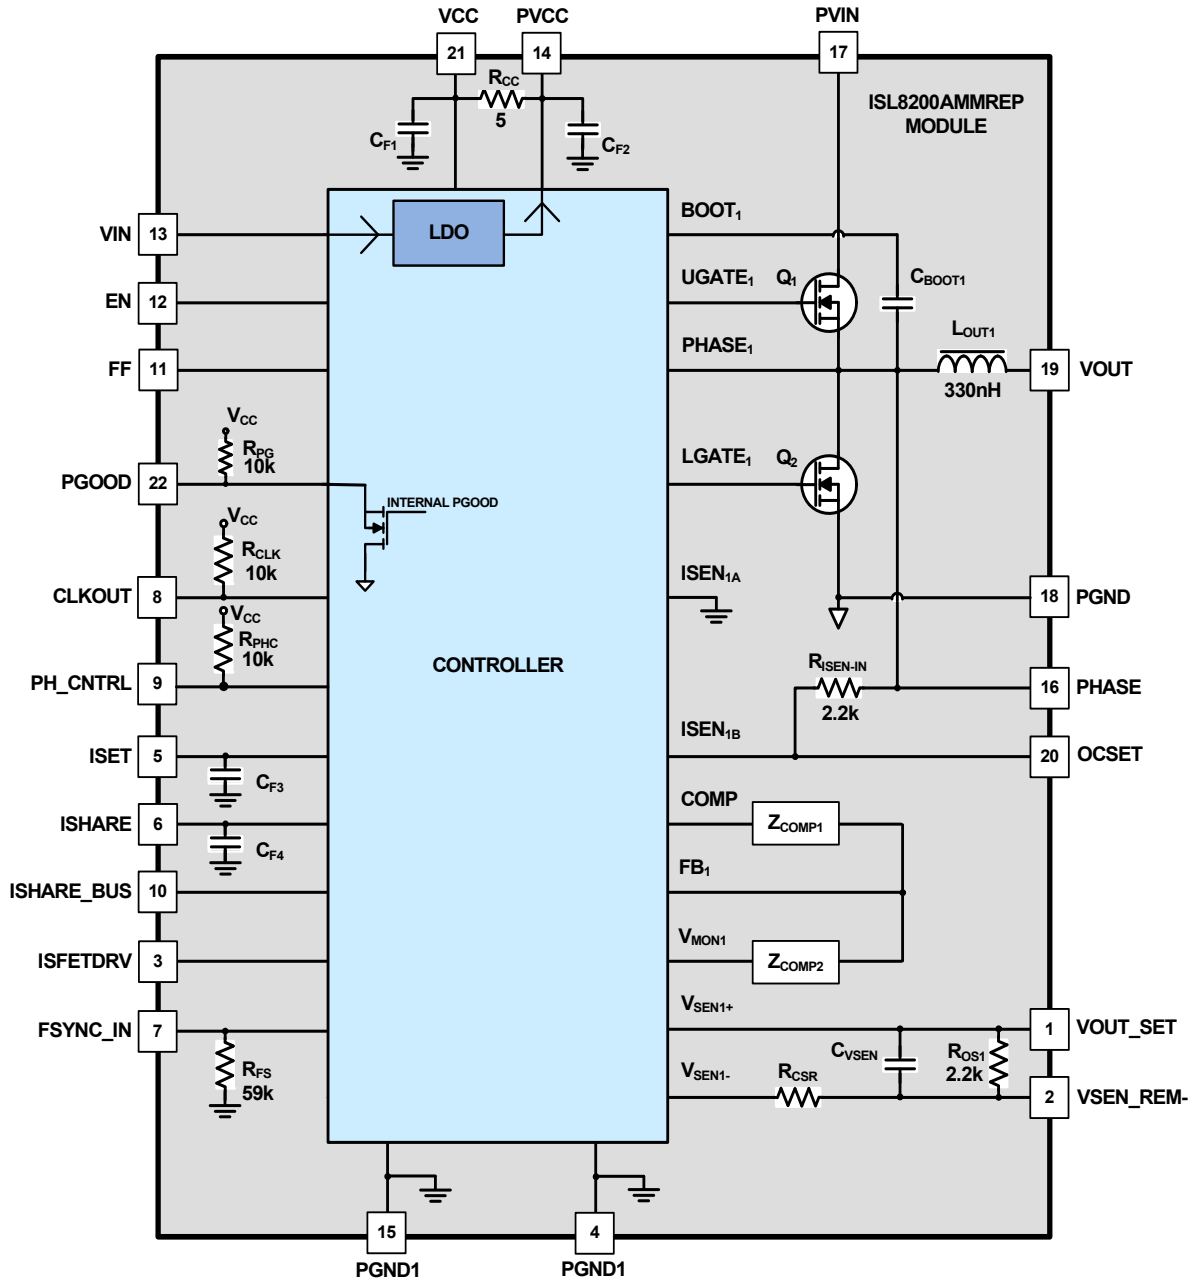 VCC
PVCC
PVIN
21
14
17
RCC
5
CF1
CF2
ISL8200AMMREP
MODULE
VIN
13
LDO
BOOT1
EN
12
UGATE1
Q1
CBOOT1
FF
11
PHASE1
LOUT1
330nH
19
VOUT
VCC
RPG
10k
PGOOD
22
INTERNAL PGOOD
LGATE1
Q2
VCC
RCLK
10k
CLKOUT
8
ISEN1A
18
PGND
VCC
RPHC
10k
PH_CNTRL
9
CONTROLLER
RISEN-IN
2.2k
16
PHASE
ISET
5
CF3
ISEN1B
20
OCSET
ISHARE
6
CF4
COMP
ZCOMP1
ISHARE_BUS
10
FB1
ISFETDRV
3
VMON1
ZCOMP2
FSYNC_IN
7
RFS
59k
VSEN1+
CVSEN
ROS1
2.2k
1
VOUT_SET
VSEN1-
RCSR
2
VSEN_REM-
15
4
PGND1
PGND1